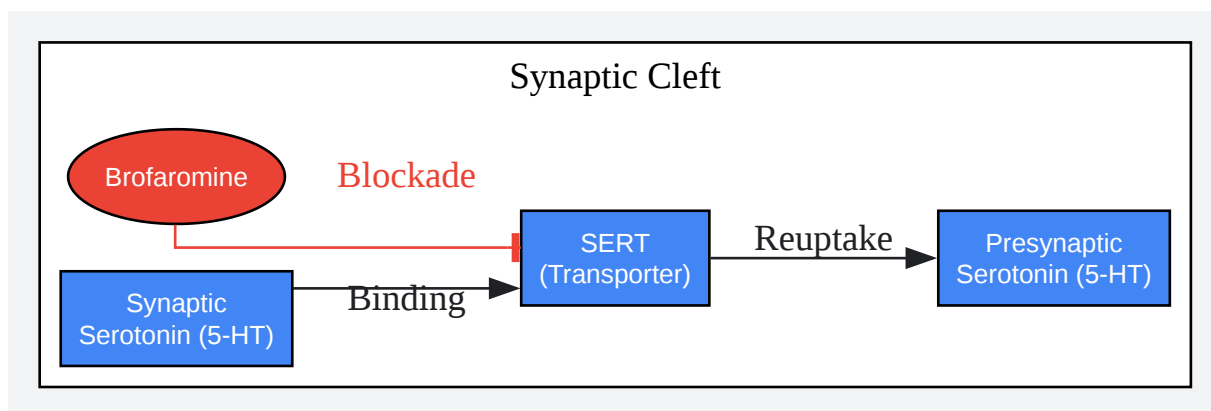 Synaptic Cleft
Brofaromine
Blockade
SERT
(Transporter)
Reuptake
Presynaptic
Serotonin (5-HT)
Binding
Synaptic
Serotonin (5-HT)